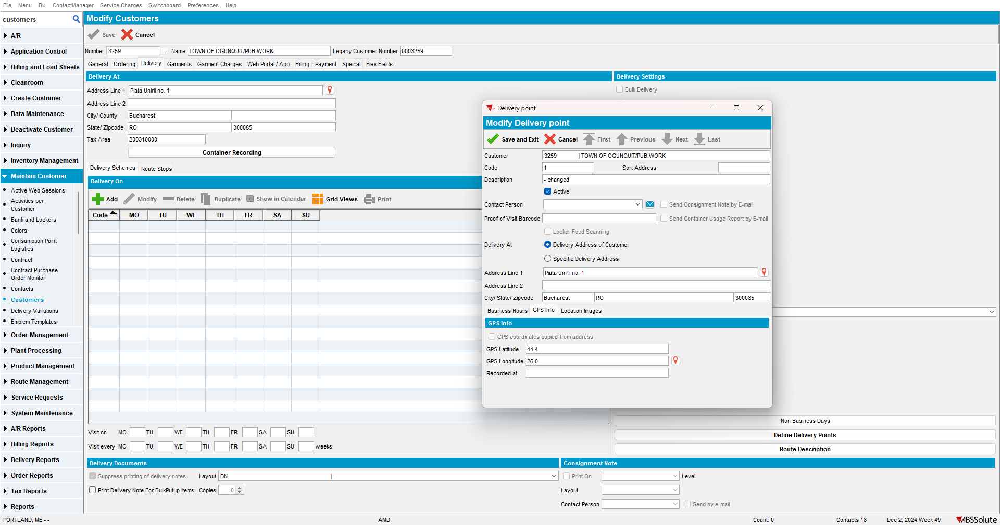 File Menu BU ContactManager Service Charges Switchboard Preferences Help
customers
Modify Customers
Save Cancel
Number 3259 ... Name TOWN OF OGUNQUIT/PUB.WORK Legacy Customer Number 0003259
General Ordering Delivery Garments Garment Charges Web Portal / App Billing Payment Special Flex Fields
A/R
Application Control
Billing and Load Sheets
Cleanroom
Create Customer
Data Maintenance
Deactivate Customer
Inquiry
Inventory Management
Maintain Customer
Active Web Sessions
Activities per
Customer
Bank and Lockers
Colors
Consumption Point
Logistics
Contract
Contract Purchase
Order Monitor
Contacts
Customers
Delivery Variations
Emblem Templates
Order Management
Plant Processing
Product Management
Route Management
Service Requests
System Maintenance
A/R Reports
Billing Reports
Delivery Reports
Order Reports
Tax Reports
Reports
Delivery At
Address Line 1 Piata Unirii no. 1
Address Line 2
City/ County Bucharest
State/ Zipcode RO 300085
Tax Area 200310000
Container Recording
Delivery Schemes Route Stops
Delivery On
Add Modify Delete Duplicate 16 Show in Calendar Grid Views Print
Code 1 MO TU WE TH FR SA SU
Visit on MO TU WE TH FR SA SU
Visit every MO TU WE TH FR SA SU weeks
Delivery Settings
Bulk Delivery
Delivery point
Modify Delivery point
Save and Exit Cancel First Previous Next Last
Customer 3259 | TOWN OF OGUNQUIT/PUB.WORK
Code 1 Sort Address
Description - changed
Active
Contact Person Send Consignment Note by E-mail
Proof of Visit Barcode Send Container Usage Report by E-mail
Locker Feed Scanning
Delivery At Delivery Address of Customer
Specific Delivery Address
Address Line 1 Piata Unirii no. 1
Address Line 2
City/ State/ Zipcode Bucharest RO 300085
Business Hours GPS Info Location Images
GPS Info
GPS coordinates copied from address
GPS Latitude 44.4
GPS Longitude 26.0
Recorded at
Non Business Days
Define Delivery Points
Route Description
Delivery Documents
Suppress printing of delivery notes Layout DN | -
Print Delivery Note For BulkPutup Items Copies 0
Consignment Note
Print On Level
Layout
Contact Person Send by e-mail
PORTLAND, ME - - AMD Count: 0 Contacts 18 Dec 2, 2024 Week 49 ABSSolute